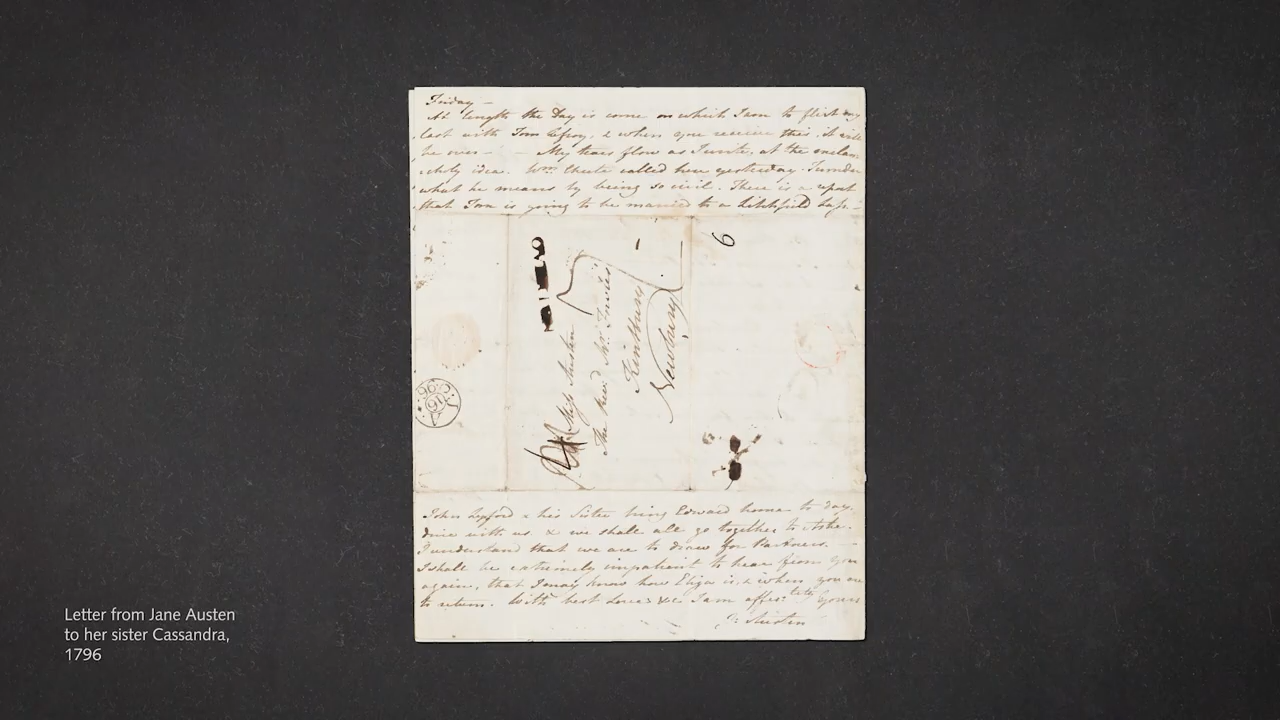 Friday —
At length the Day is come on which I am to flirt my
last with Tom Lefroy, & when you receive this it will
be over — My tears flow as I write, at the melan
choly idea. Wm. Chute called here yesterday. I wonder
what he means by being so civil. There is a report
that Tom is going to be married to a Litchfield Lass. —
Miss Austen
The Revd. Mr. Fowle's
Kintbury
Newbury
6
John Lyford & his Sister bring Edward home to day,
dine with us, & we shall all go together to Ashe.
I understand that we are to draw for Partners. —
I shall be extremely impatient to hear from you
again, that I may know how Eliza is, & when you are
to return. With best Love &c I am affec:tely Yours
J: Austen
Letter from Jane Austen
to her sister Cassandra,
1796